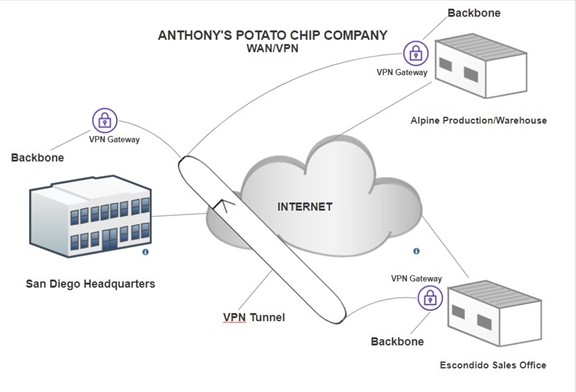 ANTHONY'S POTATO CHIP COMPANY
WAN/VPN
Backbone
VPN Gateway
Alpine Production/Warehouse
VPN Gateway
Backbone
INTERNET
San Diego Headquarters
VPN Gateway
VPN Tunnel
Backbone
Escondido Sales Office